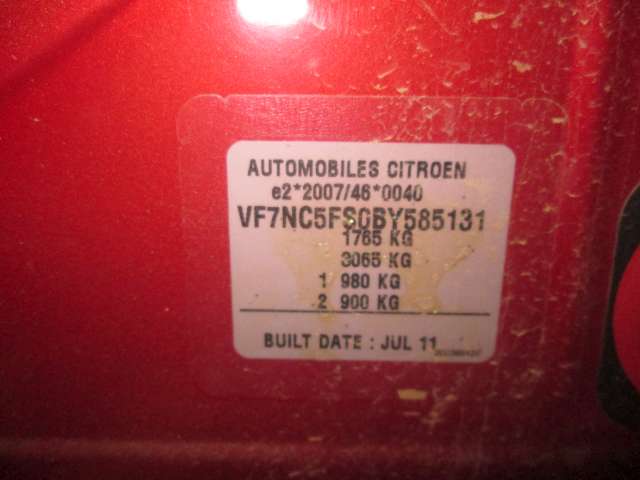 AUTOMOBILES CITROEN
e2*2007/46*0040
VF7NC5FS0BY585131
1765 KG
3065 KG
1 980 KG
2 900 KG
BUILT DATE : JUL 11